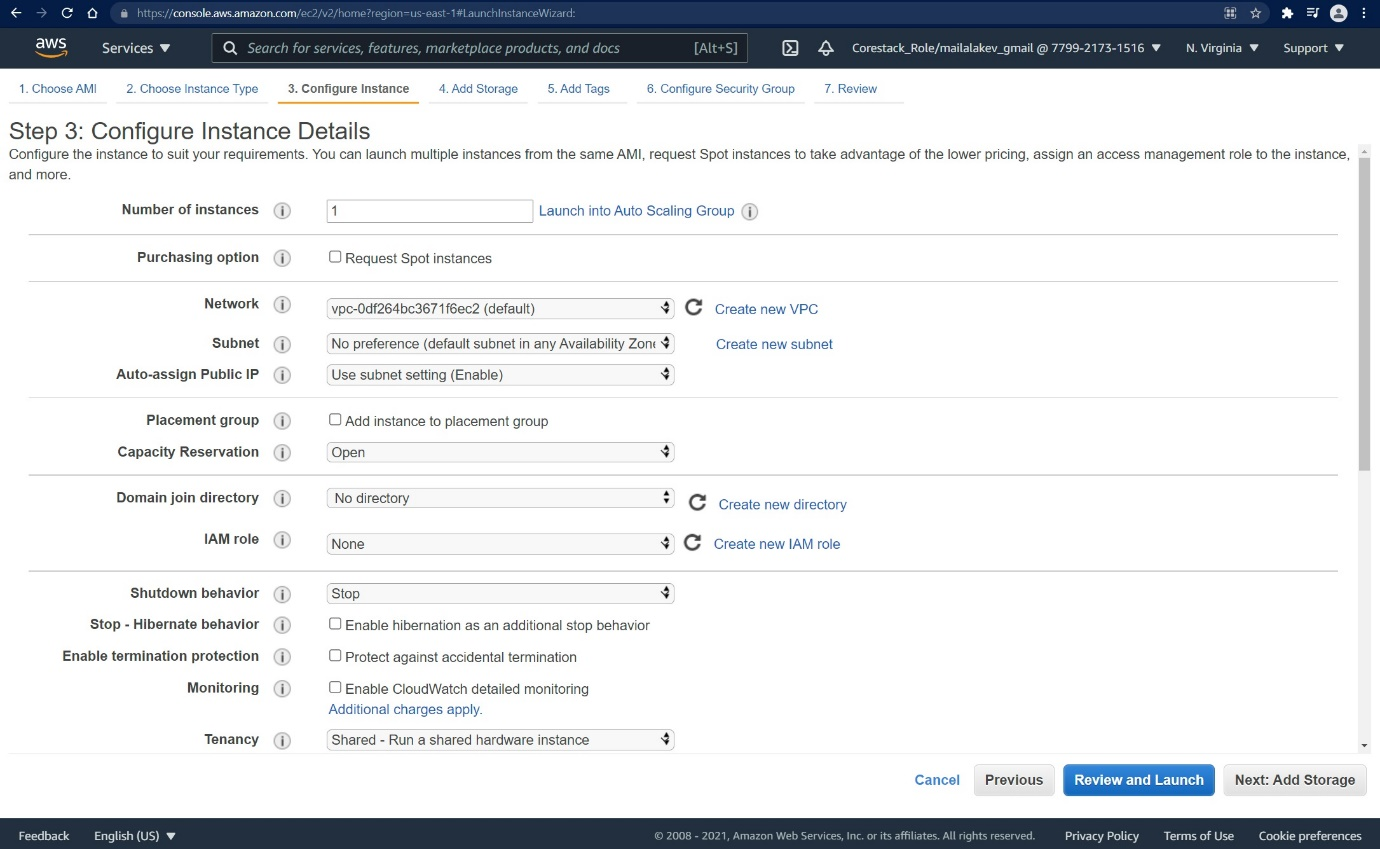 https://console.aws.amazon.com/ec2/v2/home?region=us-east-1#LaunchInstanceWizard:
aws Services Search for services, features, marketplace products, and docs [Alt+S] Corestack_Role/mailalakev_gmail @ 7799-2173-1516 N. Virginia Support
1. Choose AMI 2. Choose Instance Type 3. Configure Instance 4. Add Storage 5. Add Tags 6. Configure Security Group 7. Review
Step 3: Configure Instance Details
Configure the instance to suit your requirements. You can launch multiple instances from the same AMI, request Spot instances to take advantage of the lower pricing, assign an access management role to the instance,
and more.
Number of instances i 1 Launch into Auto Scaling Group i
Purchasing option i Request Spot instances
Network i vpc-0df264bc3671f6ec2 (default) Create new VPC
Subnet i No preference (default subnet in any Availability Zone Create new subnet
Auto-assign Public IP i Use subnet setting (Enable)
Placement group i Add instance to placement group
Capacity Reservation i Open
Domain join directory i No directory Create new directory
IAM role i None Create new IAM role
Shutdown behavior i Stop
Stop - Hibernate behavior i Enable hibernation as an additional stop behavior
Enable termination protection i Protect against accidental termination
Monitoring i Enable CloudWatch detailed monitoring
Additional charges apply.
Tenancy i Shared - Run a shared hardware instance
Cancel Previous Review and Launch Next: Add Storage
Feedback English (US) © 2008 - 2021, Amazon Web Services, Inc. or its affiliates. All rights reserved. Privacy Policy Terms of Use Cookie preferences